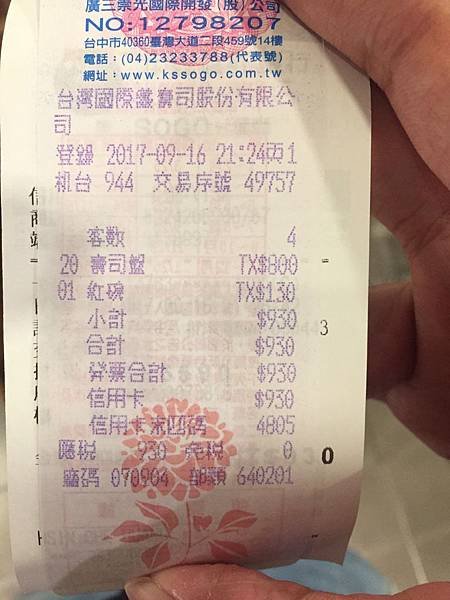 廣三崇光國際開發(股)公司
NO:12798207
台中市40360臺灣大道二段459號14樓
電話:(04)23233788(代表號)
網址:www.kssogo.com.tw
台灣國際藏壽司股份有限公
司
登錄 2017-09-16 21:24頁1
机台 944 交易序號 49757
客數 4
20 壽司盤 TX$800
01 紅碗 TX$130
小計 $930
合計 $930
發票合計 $930
信用卡 $930
信用卡末四碼 4805
應稅 930 免稅 0
廠碼 070904 部類 640201